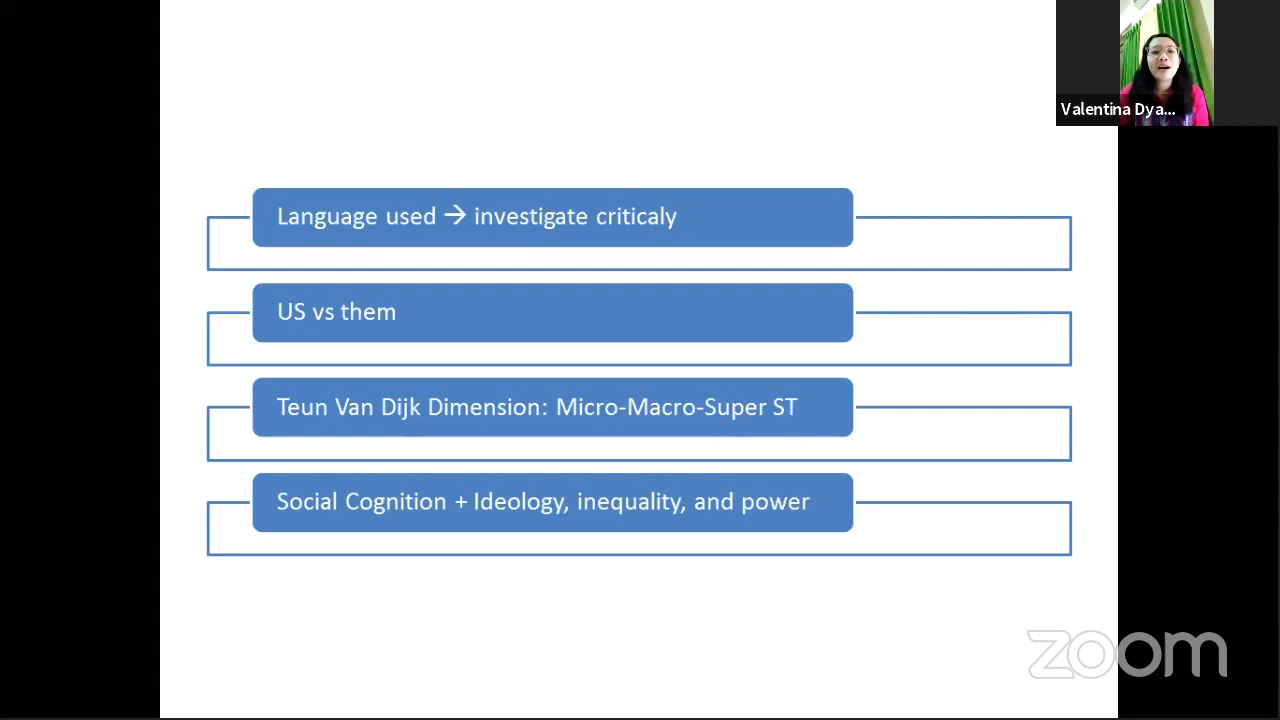 Valentina Dya...
Language used → investigate criticaly
US vs them
Teun Van Dijk Dimension: Micro-Macro-Super ST
Social Cognition + Ideology, inequality, and power
zoom